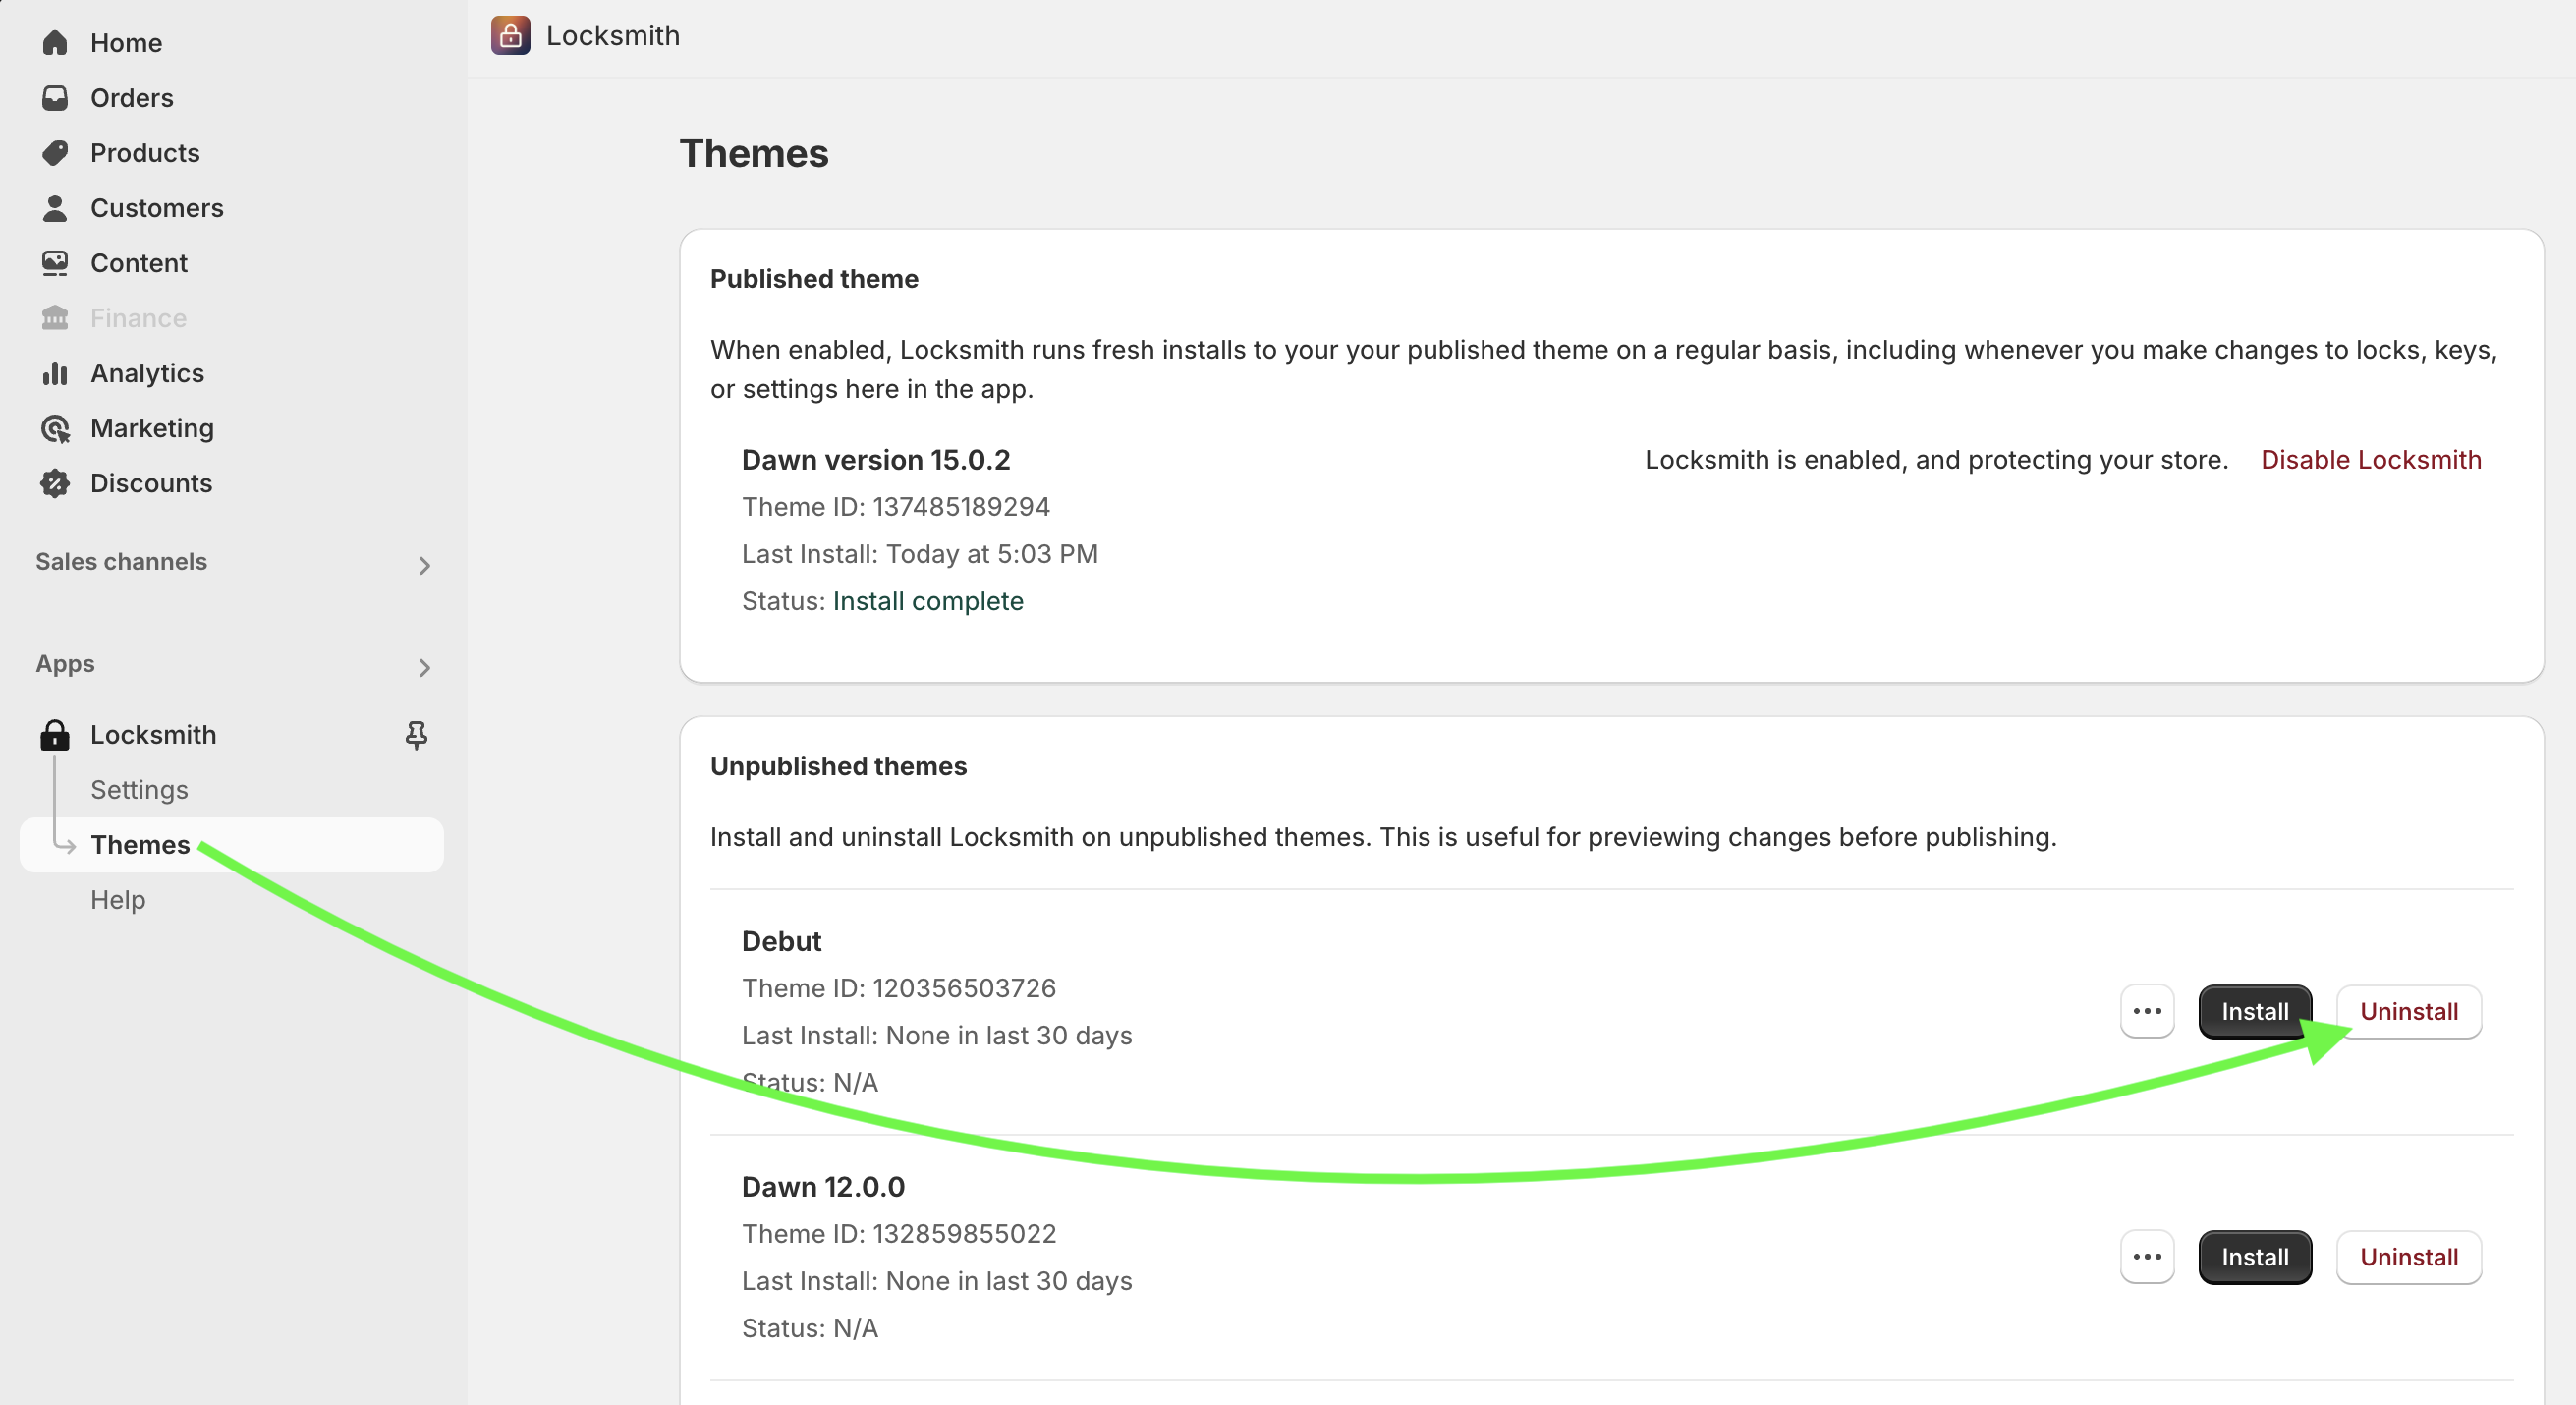 Home
Orders
Products
Customers
Content
Finance
Analytics
Marketing
Discounts
Sales channels
Apps
Locksmith
Settings
Themes
Help
Locksmith
Themes
Published theme
When enabled, Locksmith runs fresh installs to your your published theme on a regular basis, including whenever you make changes to locks, keys,
or settings here in the app.
Dawn version 15.0.2
Locksmith is enabled, and protecting your store. Disable Locksmith
Theme ID: 137485189294
Last Install: Today at 5:03 PM
Status: Install complete
Unpublished themes
Install and uninstall Locksmith on unpublished themes. This is useful for previewing changes before publishing.
Debut
Theme ID: 120356503726
Last Install: None in last 30 days
Status: N/A
Install Uninstall
Dawn 12.0.0
Theme ID: 132859855022
Last Install: None in last 30 days
Status: N/A
Install Uninstall